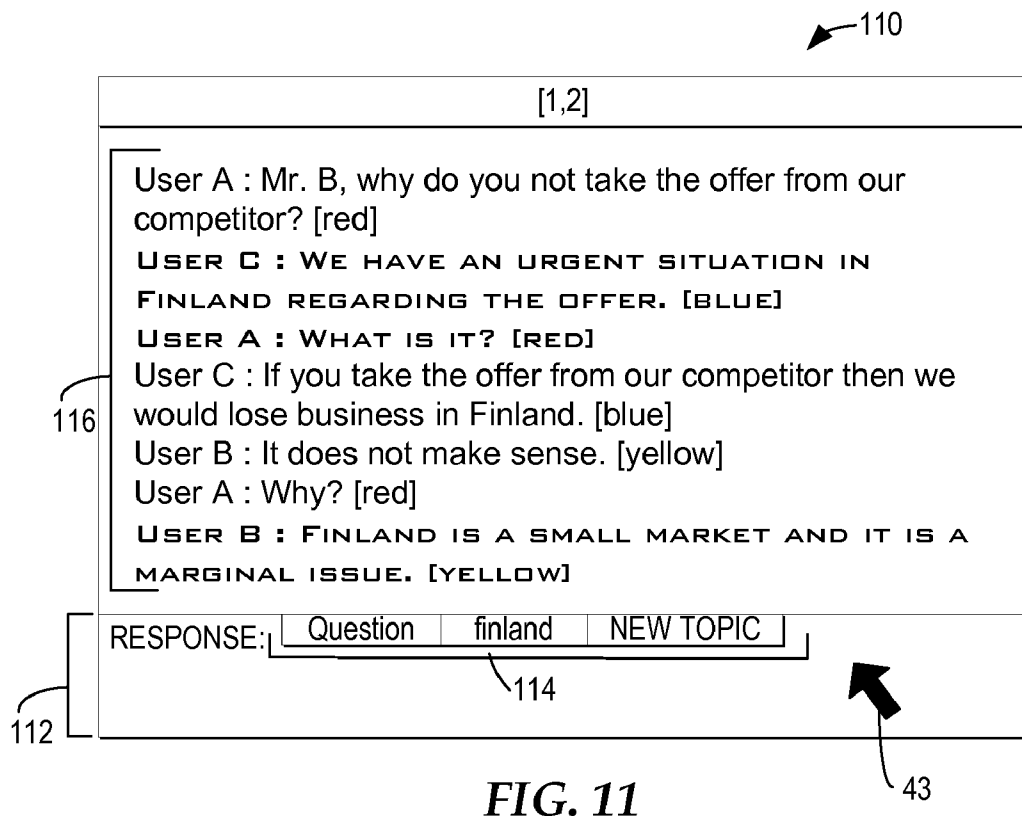 110
[1,2]
User A : Mr. B, why do you not take the offer from our
competitor? [red]
USER C : WE HAVE AN URGENT SITUATION IN
FINLAND REGARDING THE OFFER. [BLUE]
USER A : WHAT IS IT? [RED]
User C : If you take the offer from our competitor then we
would lose business in Finland. [blue]
116
User B : It does not make sense. [yellow]
User A : Why? [red]
USER B : FINLAND IS A SMALL MARKET AND IT IS A
MARGINAL ISSUE. [YELLOW]
RESPONSE: Question finland NEW TOPIC
114
112
43
FIG. 11